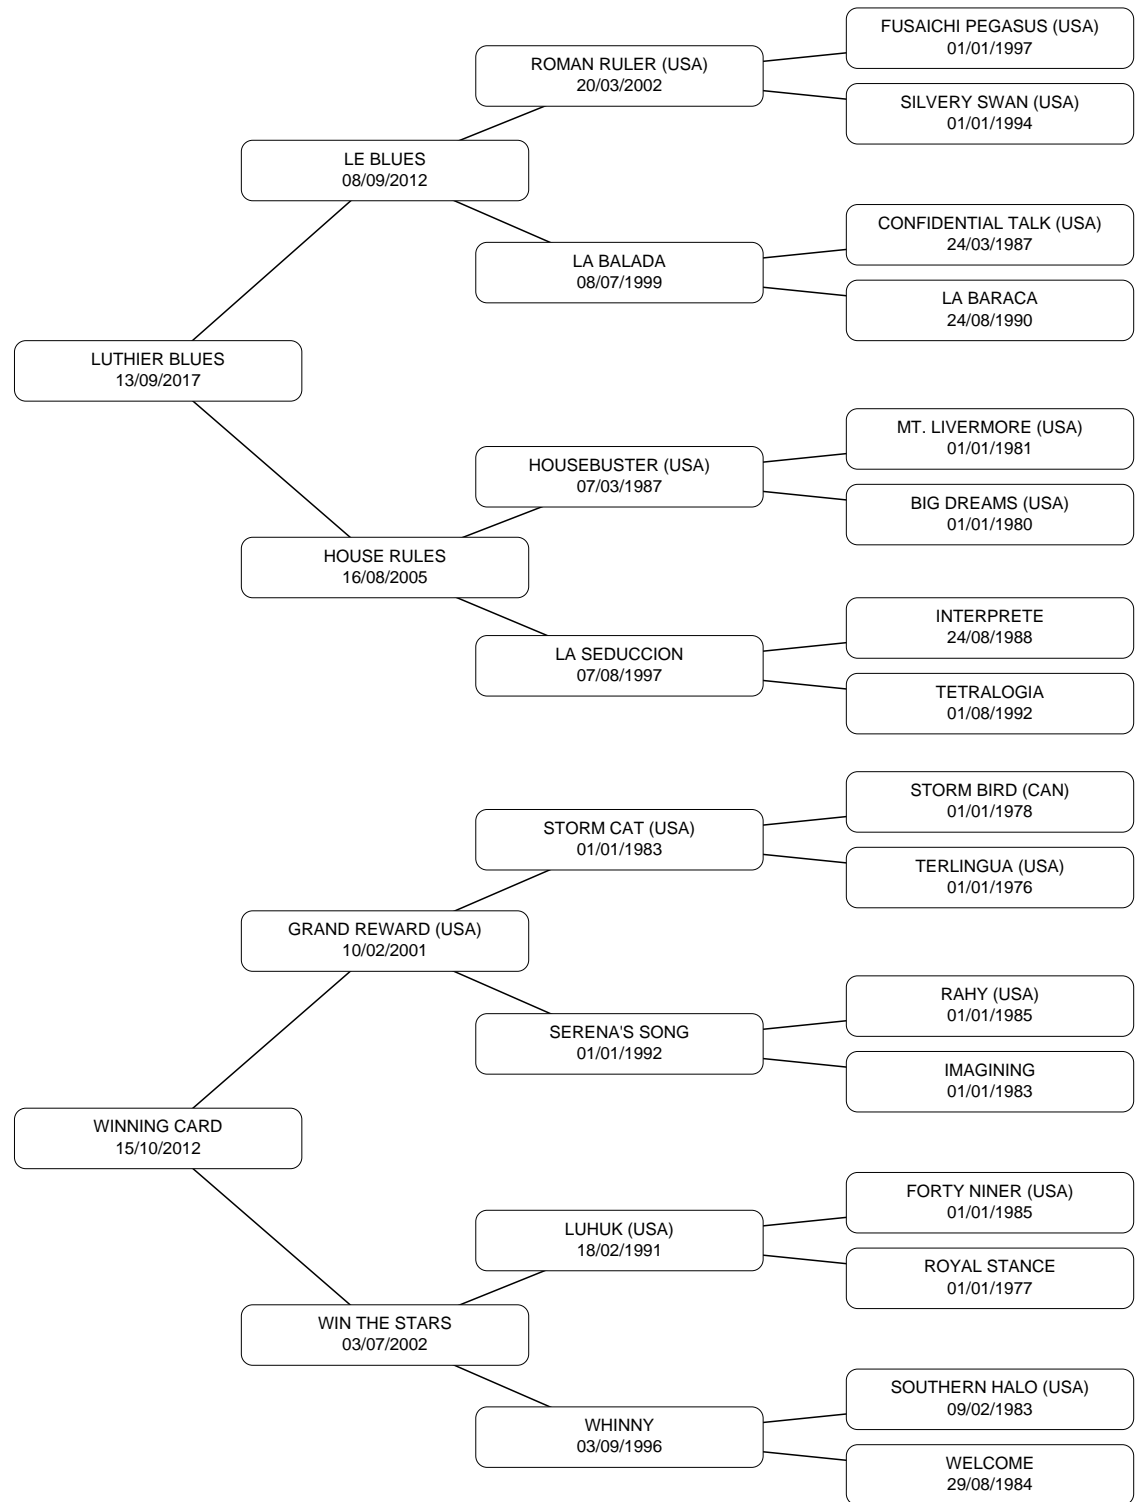 FUSAICHI PEGASUS (USA)
01/01/1997
ROMAN RULER (USA)
20/03/2002
SILVERY SWAN (USA)
01/01/1994
LE BLUES
08/09/2012
CONFIDENTIAL TALK (USA)
24/03/1987
LA BALADA
08/07/1999
LA BARACA
24/08/1990
LUTHIER BLUES
13/09/2017
MT. LIVERMORE (USA)
01/01/1981
HOUSEBUSTER (USA)
07/03/1987
BIG DREAMS (USA)
01/01/1980
HOUSE RULES
16/08/2005
INTERPRETE
24/08/1988
LA SEDUCCION
07/08/1997
TETRALOGIA
01/08/1992
STORM BIRD (CAN)
01/01/1978
STORM CAT (USA)
01/01/1983
TERLINGUA (USA)
01/01/1976
GRAND REWARD (USA)
10/02/2001
RAHY (USA)
01/01/1985
SERENA'S SONG
01/01/1992
IMAGINING
01/01/1983
WINNING CARD
15/10/2012
FORTY NINER (USA)
01/01/1985
LUHUK (USA)
18/02/1991
ROYAL STANCE
01/01/1977
WIN THE STARS
03/07/2002
SOUTHERN HALO (USA)
09/02/1983
WHINNY
03/09/1996
WELCOME
29/08/1984